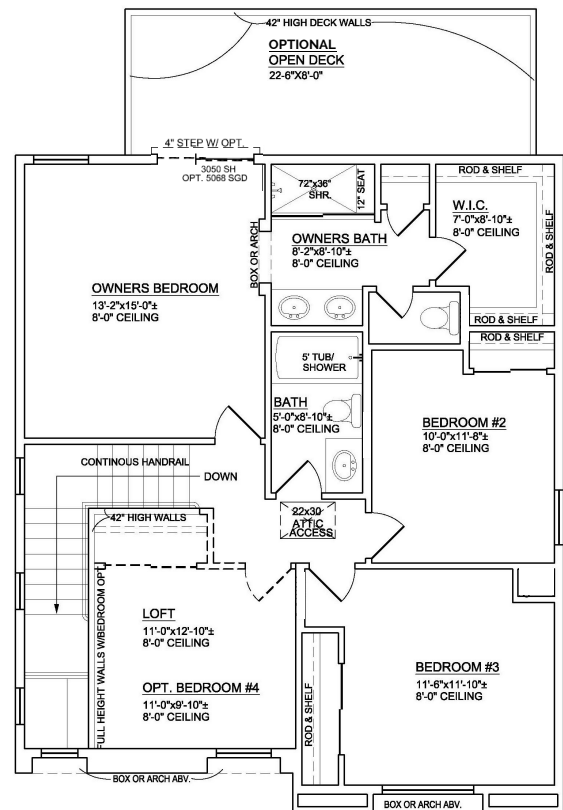 42" HIGH DECK WALLS
OPTIONAL
OPEN DECK
22-6"X8'-0"
4" STEP W/ OPT.
3050 SH
OPT. 5068 SGD
72"x36"
SHR.
12" SEAT
ROD & SHELF
W.I.C.
7'-0"x8'-10"±
8'-0" CEILING
ROD & SHELF
ROD & SHELF
ROD & SHELF
BOX OR ARCH
OWNERS BATH
8'-2"x8'-10"±
8'-0" CEILING
OWNERS BEDROOM
13'-2"x15'-0"±
8'-0" CEILING
ROD & SHELF
5' TUB/
SHOWER
BATH
5'-0"x8'-10"±
8'-0" CEILING
BEDROOM #2
10'-0"x11'-8"±
8'-0" CEILING
CONTINOUS HANDRAIL
DOWN
42" HIGH WALLS
22x30
ATTIC
ACCESS
FULL HEIGHT WALLS W/BEDROOM OPT
LOFT
11'-0"x12'-10"±
8'-0" CEILING
OPT. BEDROOM #4
11'-0"x9'-10"±
8'-0" CEILING
ROD & SHELF
BEDROOM #3
11'-6"x11'-10"±
8'-0" CEILING
BOX OR ARCH ABV.
BOX OR ARCH ABV.